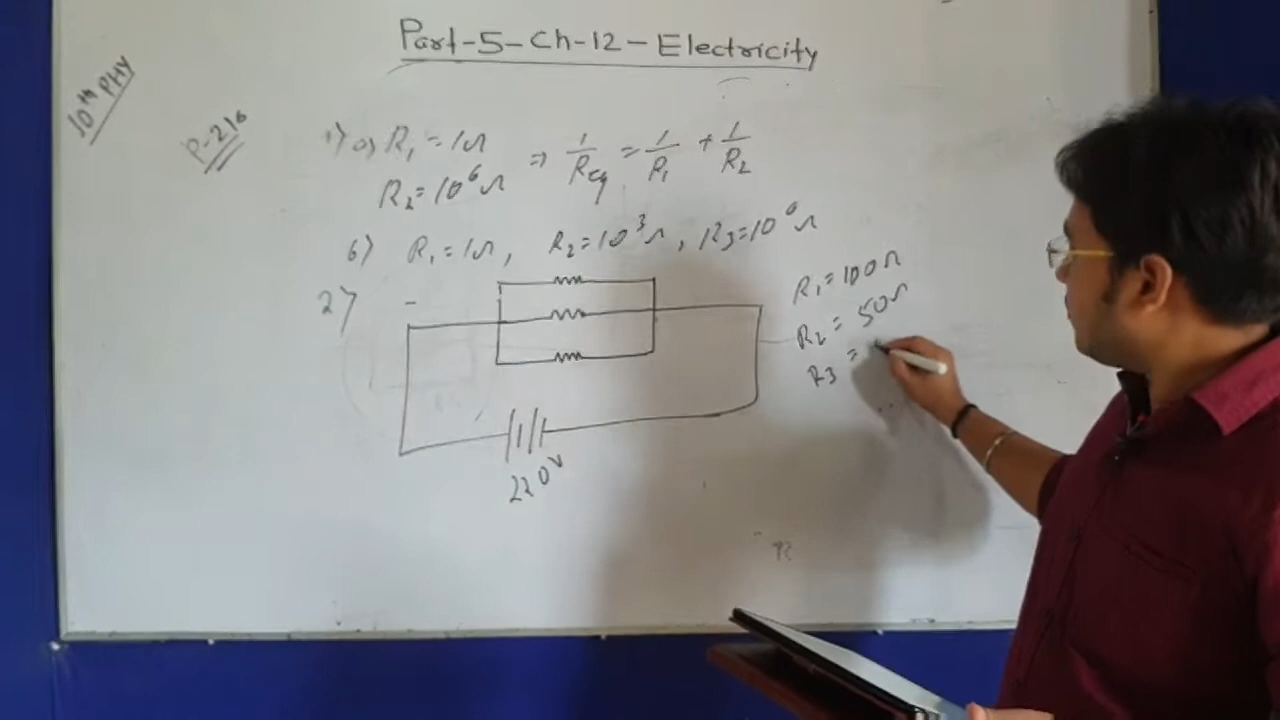 Part-5-Ch-12-Electricity
10th PHY
P-216
1) a) R₁ = 1Ω
R₂ = 10⁶Ω ⇒ 1/Req = 1/R₁ + 1/R₂
b) R₁ = 1Ω, R₂ = 10³Ω, R₃ = 10⁶Ω
2)
R₁ = 100Ω
R₂ = 50Ω
R₃ =
220V